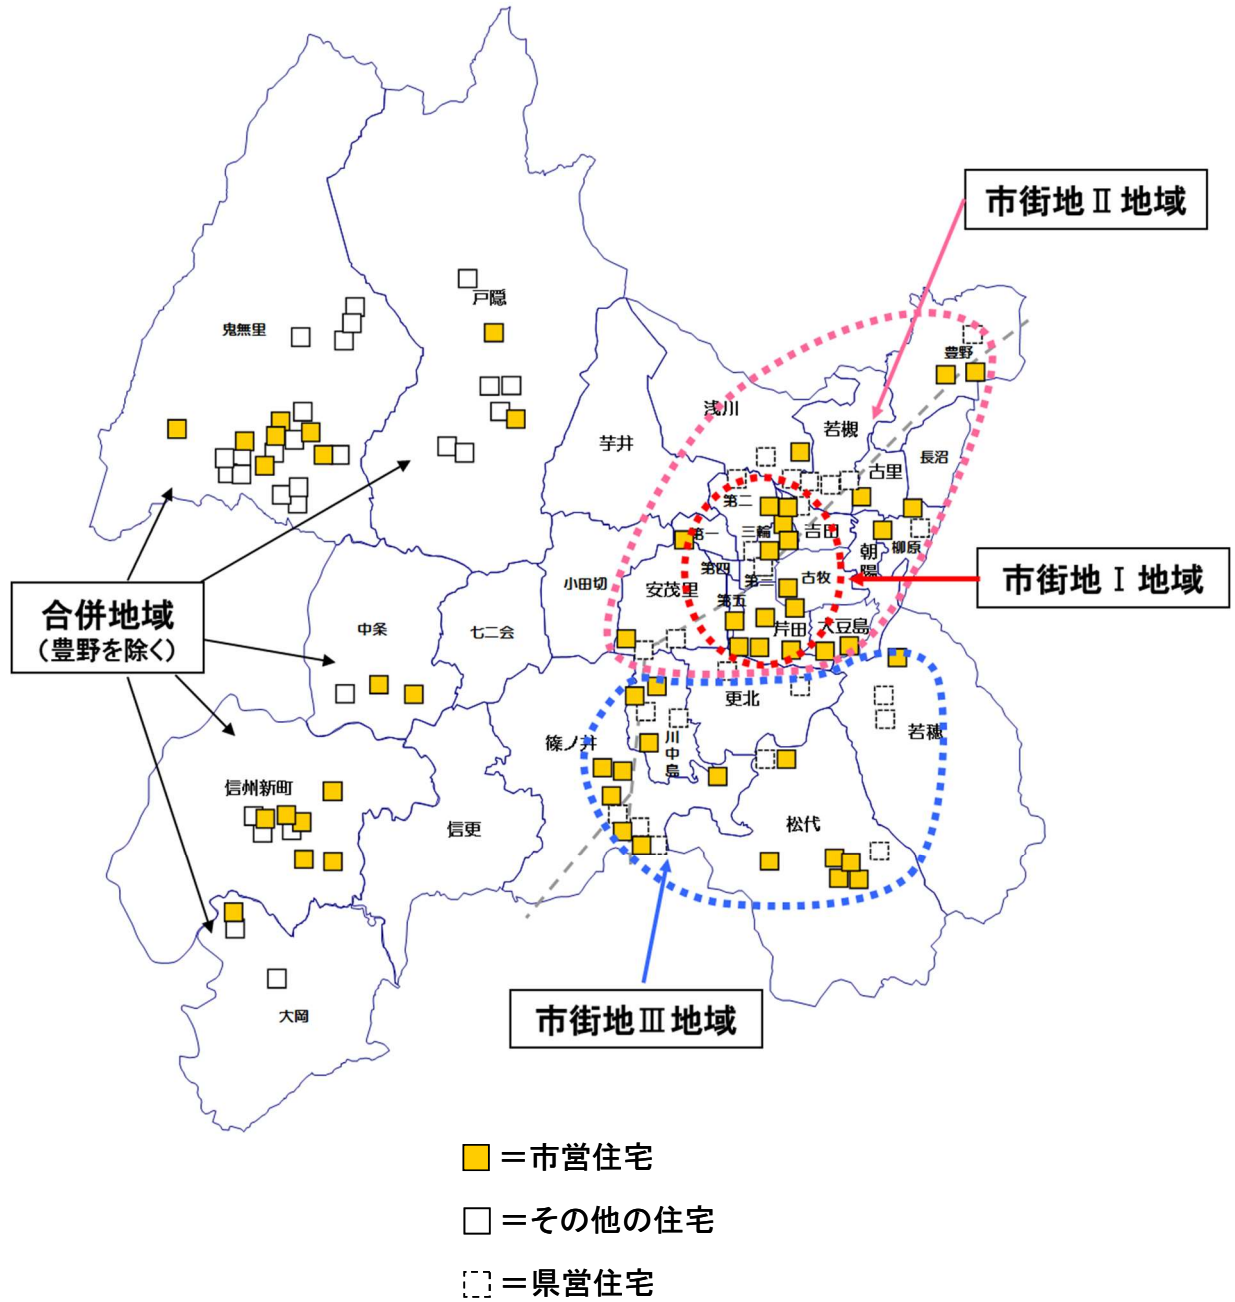 市街地Ⅱ地域
戸隠
鬼無里
豊野
浅川
若槻
芋井
古里
長沼
第二
第一
三輪
吉田
朝陽
柳原
第四
第三
古牧
市街地Ⅰ地域
小田切
安茂里
第五
芹田
大豆島
合併地域
（豊野を除く）
中条
七二会
更北
若穂
篠ノ井
川中島
信州新町
信更
松代
市街地Ⅲ地域
大岡
＝市営住宅
＝その他の住宅
＝県営住宅